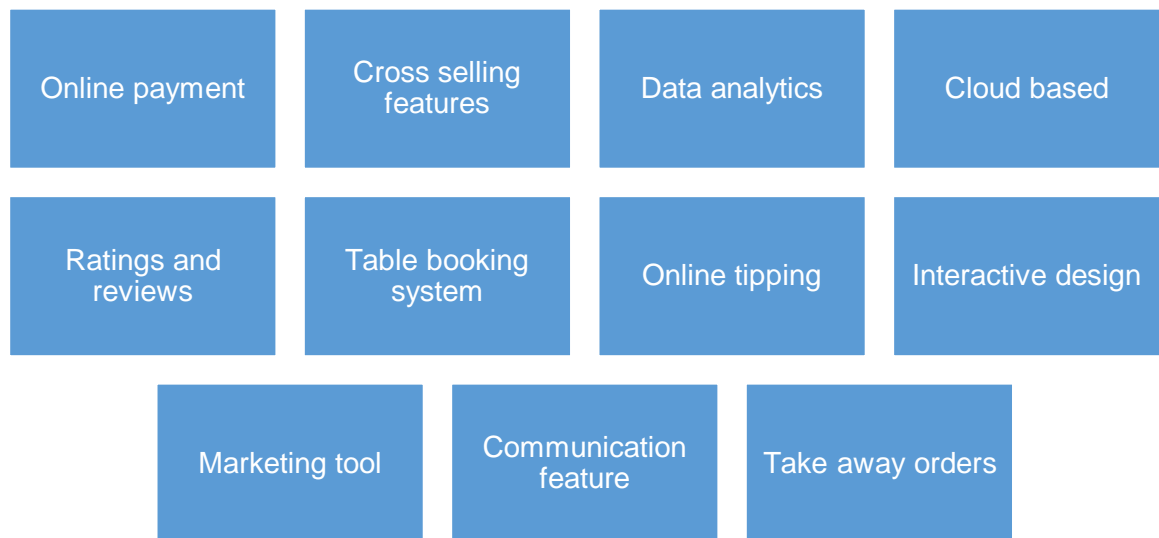 Online payment
Cross selling
features
Data analytics
Cloud based
Ratings and
reviews
Table booking
system
Online tipping
Interactive design
Marketing tool
Communication
feature
Take away orders